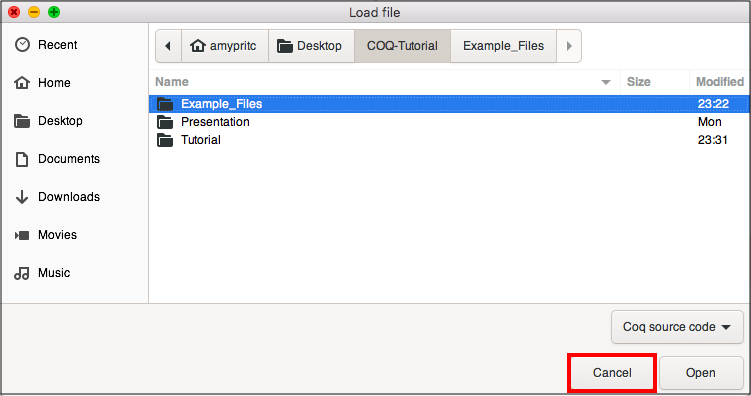 Load file
Recent
Home
Desktop
Documents
Downloads
Movies
Music
amypritc Desktop COQ-Tutorial Example_Files
Name Size Modified
Example_Files 23:22
Presentation Mon
Tutorial 23:31
Coq source code
Cancel Open